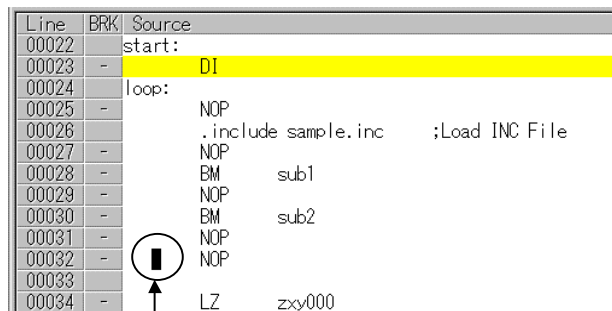 Line BRK Source
00022 start:
00023 - DI
00024 loop:
00025 - NOP
00026 .include sample.inc ;Load INC File
00027 - NOP
00028 - BM sub1
00029 - NOP
00030 - BM sub2
00031 - NOP
00032 - NOP
00033
00034 - LZ zxy000